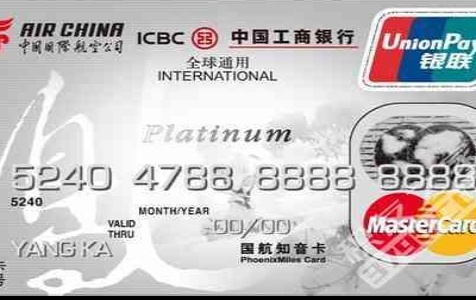 AIR CHINA
中国国际航空公司
ICBC 中国工商银行
全球通用
INTERNATIONAL
UnionPay
银联
Platinum
5240 4788 8888 8888
5240
MONTH/YEAR
VALID
THRU
00/00
MasterCard
YANG KA
国航知音卡
PhoenixMiles Card
卡
号